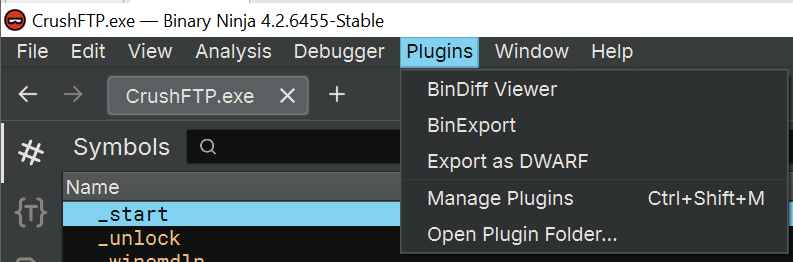 CrushFTP.exe — Binary Ninja 4.2.6455-Stable
File Edit View Analysis Debugger Plugins Window Help
CrushFTP.exe
BinDiff Viewer
BinExport
Symbols
Export as DWARF
Name
Manage Plugins Ctrl+Shift+M
_start
Open Plugin Folder...
_unlock